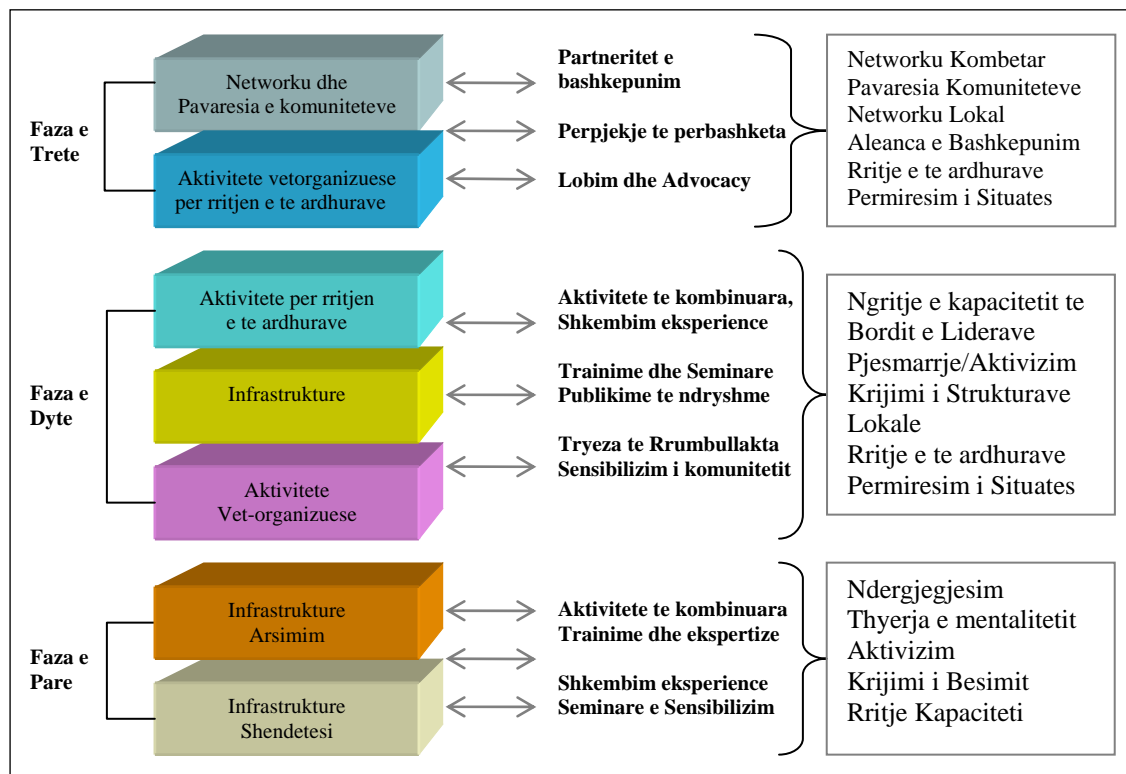 Faza e
Trete
Networku dhe
Pavaresia e komuniteteve
Aktivitete vetorganizuese
per rritjen e te ardhurave
Partneritet e
bashkepunim
Perpjekje te perbashketa
Lobim dhe Advocacy
Networku Kombetar
Pavaresia Komuniteteve
Networku Lokal
Aleanca e Bashkepunim
Rritje e te ardhurave
Permiresim i Situates
Faza e
Dyte
Aktivitete per rritjen
e te ardhurave
Infrastrukture
Aktivitete
Vet-organizuese
Aktivitete te kombinuara,
Shkembim eksperience
Trainime dhe Seminare
Publikime te ndryshme
Tryeza te Rrumbullakta
Sensibilizim i komunitetit
Ngritje e kapacitetit te
Bordit e Liderave
Pjesmarrje/Aktivizim
Krijimi i Strukturave
Lokale
Rritje e te ardhurave
Permiresim i Situates
Faza e
Pare
Infrastrukture
Arsimim
Infrastrukture
Shendetesi
Aktivitete te kombinuara
Trainime dhe ekspertize
Shkembim eksperience
Seminare e Sensibilizim
Ndergjegjesim
Thyerja e mentalitetit
Aktivizim
Krijimi i Besimit
Rritje Kapaciteti